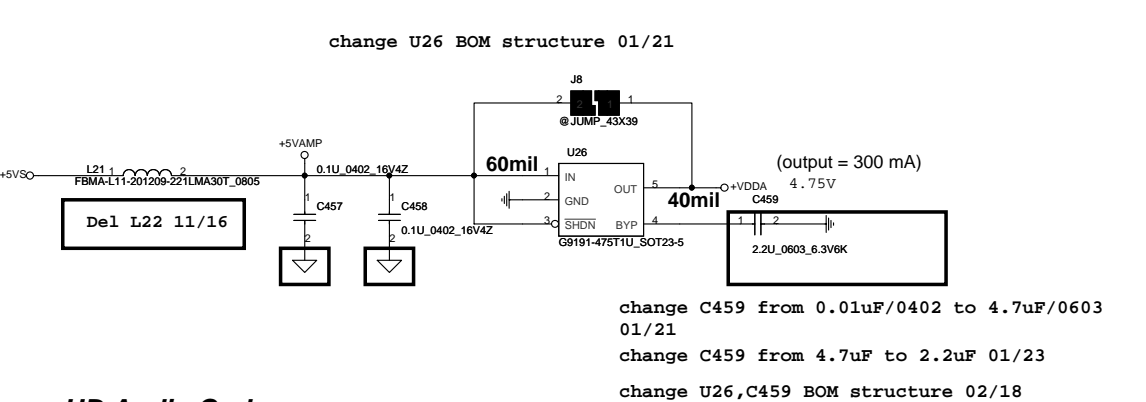 change U26 BOM structure 01/21
J8
2 2 1 1
@JUMP_43X39
+5VAMP
U26
+5VS
L21 1 2
FBMA-L11-201209-221LMA30T_0805
0.1U_0402_16V4Z
60mil
1 IN
2 GND
3 SHDN
OUT 5
BYP 4
G9191-475T1U_SOT23-5
40mil
(output = 300 mA)
+VDDA 4.75V
C459
1 2
2.2U_0603_6.3V6K
Del L22 11/16
1 C457 2
1 C458 2
0.1U_0402_16V4Z
change C459 from 0.01uF/0402 to 4.7uF/0603
01/21
change C459 from 4.7uF to 2.2uF 01/23
change U26,C459 BOM structure 02/18